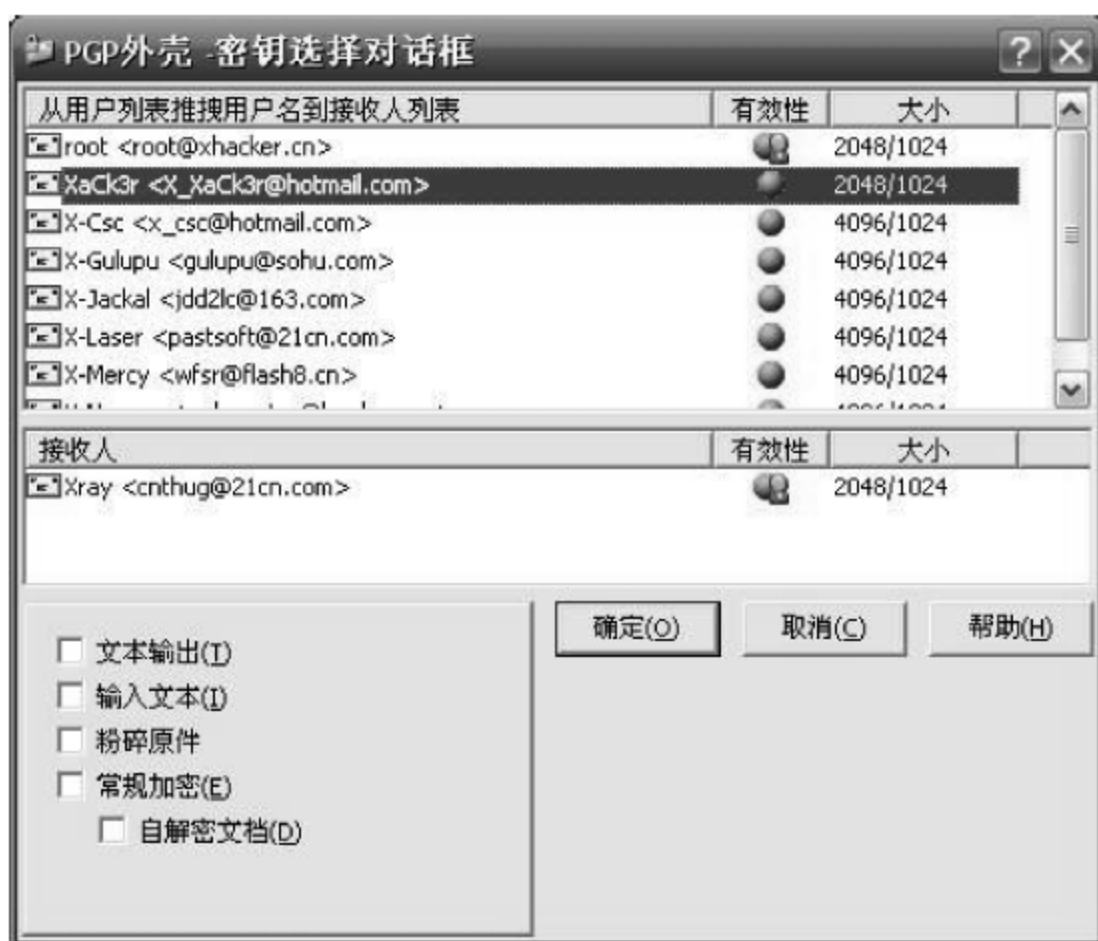 PGP外壳 -密钥选择对话框
从用户列表推拽用户名到接收人列表 有效性 大小
root <root@xhacker.cn> 2048/1024
XaCk3r <X_XaCk3r@hotmail.com> 2048/1024
X-Csc <x_csc@hotmail.com> 4096/1024
X-Gulupu <gulupu@sohu.com> 4096/1024
X-Jackal <jdd2lc@163.com> 4096/1024
X-Laser <pastsoft@21cn.com> 4096/1024
X-Mercy <wfsr@flash8.cn> 4096/1024
接收人 有效性 大小
Xray <cnthug@21cn.com> 2048/1024
确定(O) 取消(C) 帮助(H)
文本输出(T)
输入文本(I)
粉碎原件
常规加密(E)
自解密文档(D)